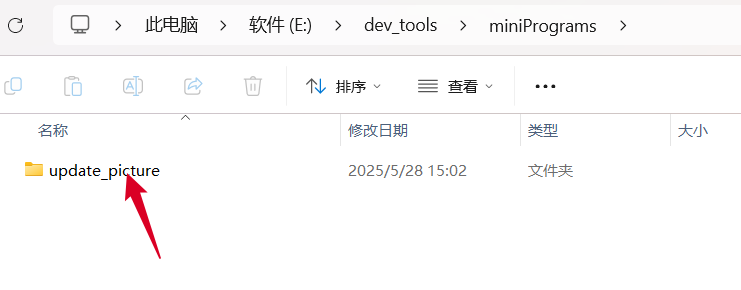 此电脑 > 软件 (E:) > dev_tools > miniPrograms >
排序 查看
名称 修改日期 类型 大小
update_picture 2025/5/28 15:02 文件夹